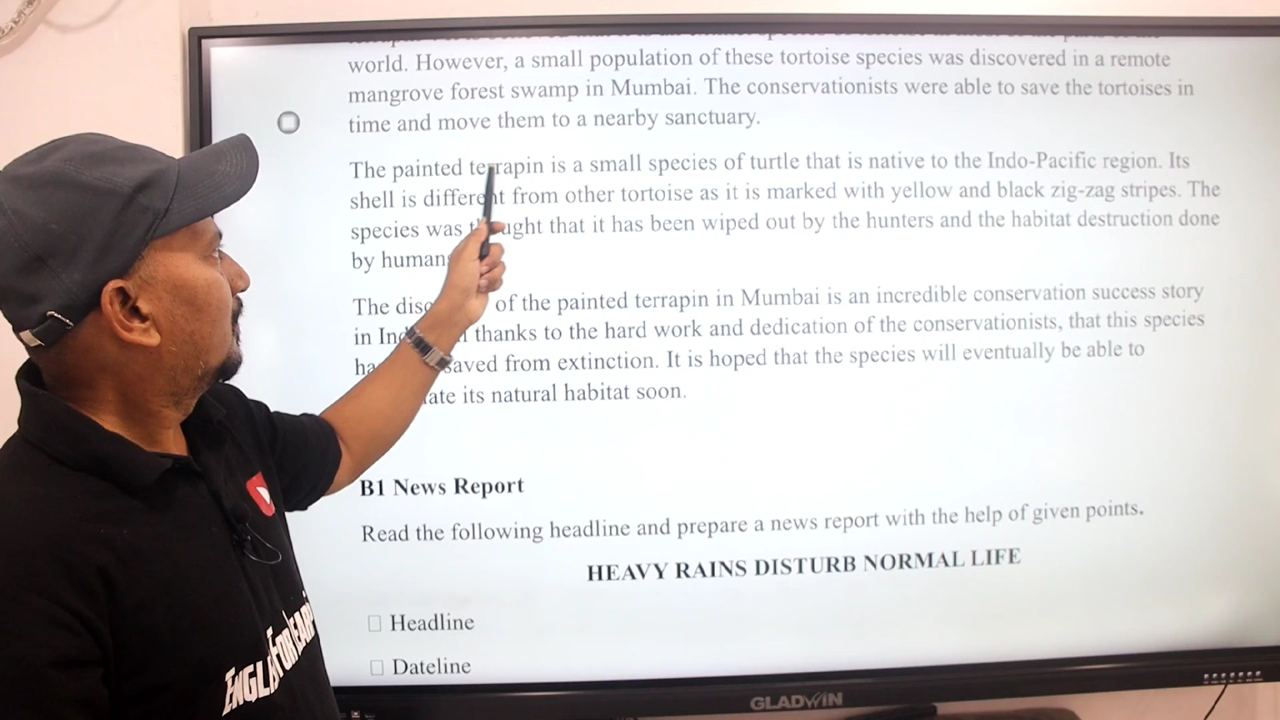 world. However, a small population of these tortoise species was discovered in a remote
mangrove forest swamp in Mumbai. The conservationists were able to save the tortoises in
time and move them to a nearby sanctuary.
The painted terrapin is a small species of turtle that is native to the Indo-Pacific region. Its
shell is different from other tortoise as it is marked with yellow and black zig-zag stripes. The
species was thought that it has been wiped out by the hunters and the habitat destruction done
by human
The of the painted terrapin in Mumbai is an incredible conservation success story
in thanks to the hard work and dedication of the conservationists, that this species
saved from extinction. It is hoped that the species will eventually be able to
its natural habitat soon.
B1 News Report
Read the following headline and prepare a news report with the help of given points.
HEAVY RAINS DISTURB NORMAL LIFE
Headline
Dateline
GLADWIN